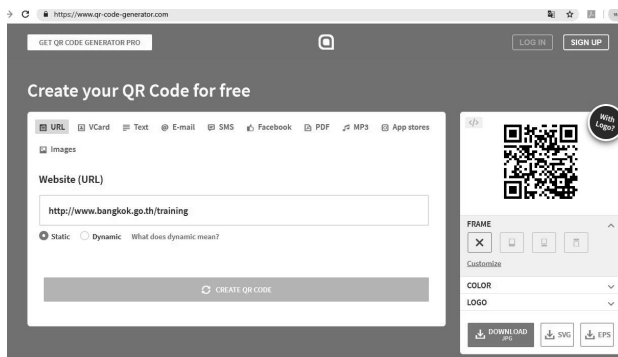 https://www.qr-code-generator.com
GET QR CODE GENERATOR PRO
LOG IN
SIGN UP
Create your QR Code for free
URL VCard Text @ E-mail SMS Facebook PDF MP3 App stores
Images
Website (URL)
http://www.bangkok.go.th/training
Static Dynamic What does dynamic mean?
CREATE QR CODE
</>
With
Logo?
FRAME
Customize
COLOR
LOGO
DOWNLOAD
JPG
SVG
EPS